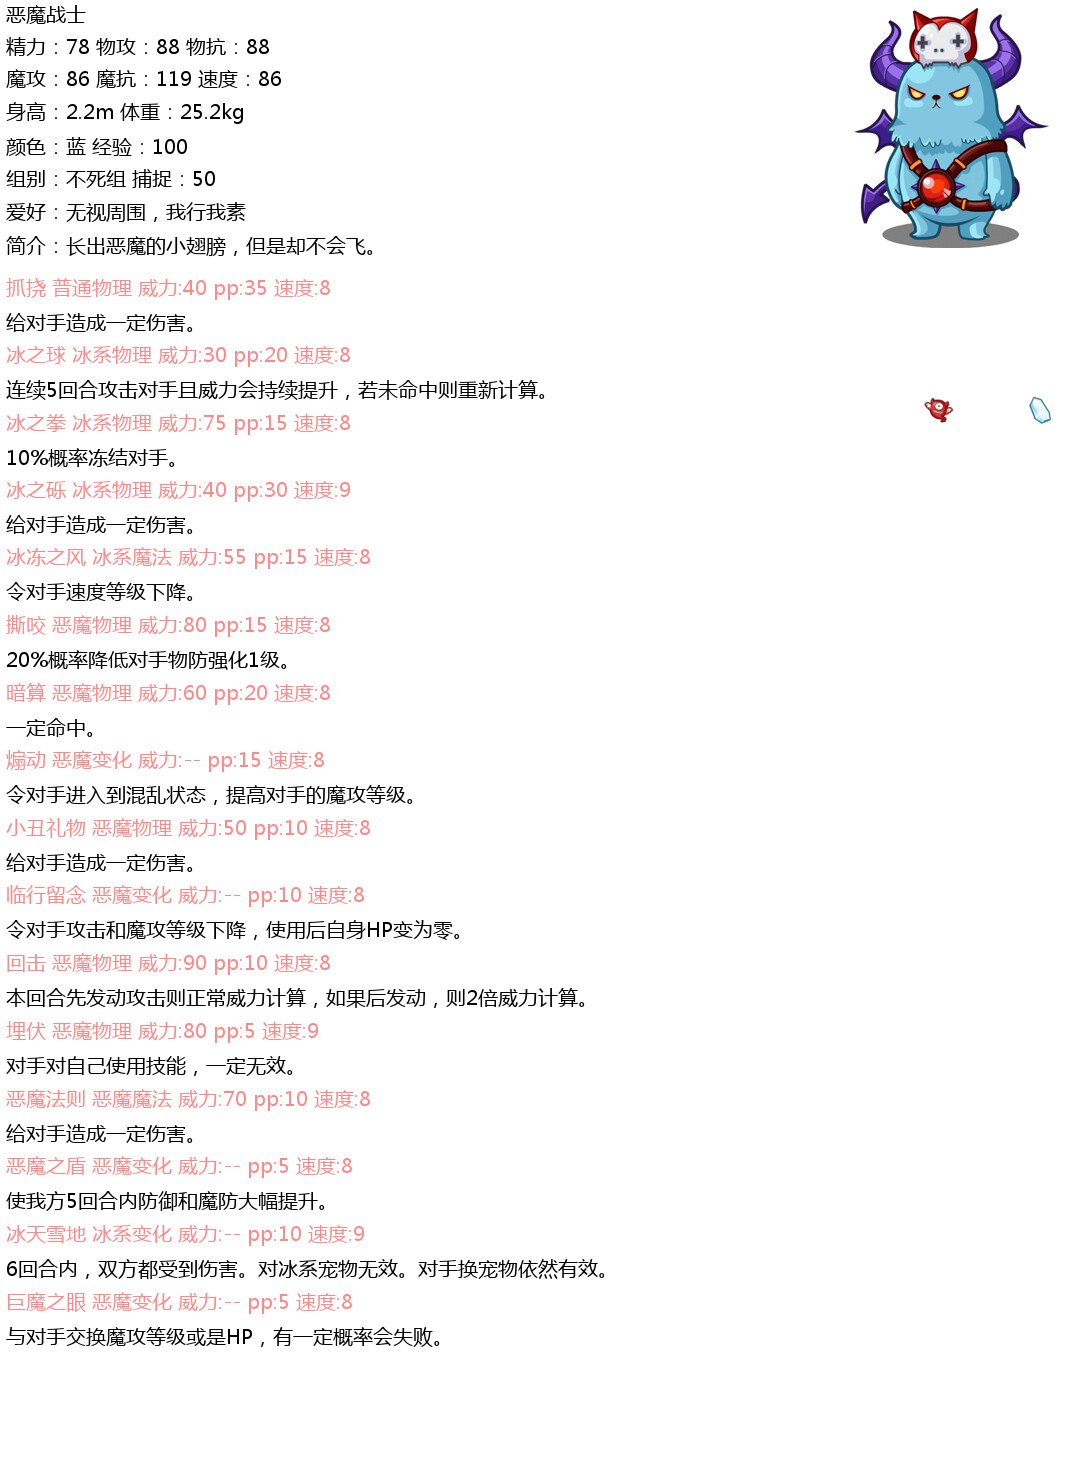 恶魔战士
精力：78 物攻：88 物抗：88
魔攻：86 魔抗：119 速度：86
身高：2.2m 体重：25.2kg
颜色：蓝 经验：100
组别：不死组 捕捉：50
爱好：无视周围，我行我素
简介：长出恶魔的小翅膀，但是却不会飞。
抓挠 普通物理 威力:40 pp:35 速度:8
给对手造成一定伤害。
冰之球 冰系物理 威力:30 pp:20 速度:8
连续5回合攻击对手且威力会持续提升，若未命中则重新计算。
冰之拳 冰系物理 威力:75 pp:15 速度:8
10%概率冻结对手。
冰之砾 冰系物理 威力:40 pp:30 速度:9
给对手造成一定伤害。
冰冻之风 冰系魔法 威力:55 pp:15 速度:8
令对手速度等级下降。
撕咬 恶魔物理 威力:80 pp:15 速度:8
20%概率降低对手物防强化1级。
暗算 恶魔物理 威力:60 pp:20 速度:8
一定命中。
煽动 恶魔变化 威力:-- pp:15 速度:8
令对手进入到混乱状态，提高对手的魔攻等级。
小丑礼物 恶魔物理 威力:50 pp:10 速度:8
给对手造成一定伤害。
临行留念 恶魔变化 威力:-- pp:10 速度:8
令对手攻击和魔攻等级下降，使用后自身HP变为零。
回击 恶魔物理 威力:90 pp:10 速度:8
本回合先发动攻击则正常威力计算，如果后发动，则2倍威力计算。
埋伏 恶魔物理 威力:80 pp:5 速度:9
对手对自己使用技能，一定无效。
恶魔法则 恶魔魔法 威力:70 pp:10 速度:8
给对手造成一定伤害。
恶魔之盾 恶魔变化 威力:-- pp:5 速度:8
使我方5回合内防御和魔防大幅提升。
冰天雪地 冰系变化 威力:-- pp:10 速度:9
6回合内，双方都受到伤害。对冰系宠物无效。对手换宠物依然有效。
巨魔之眼 恶魔变化 威力:-- pp:5 速度:8
与对手交换魔攻等级或是HP，有一定概率会失败。